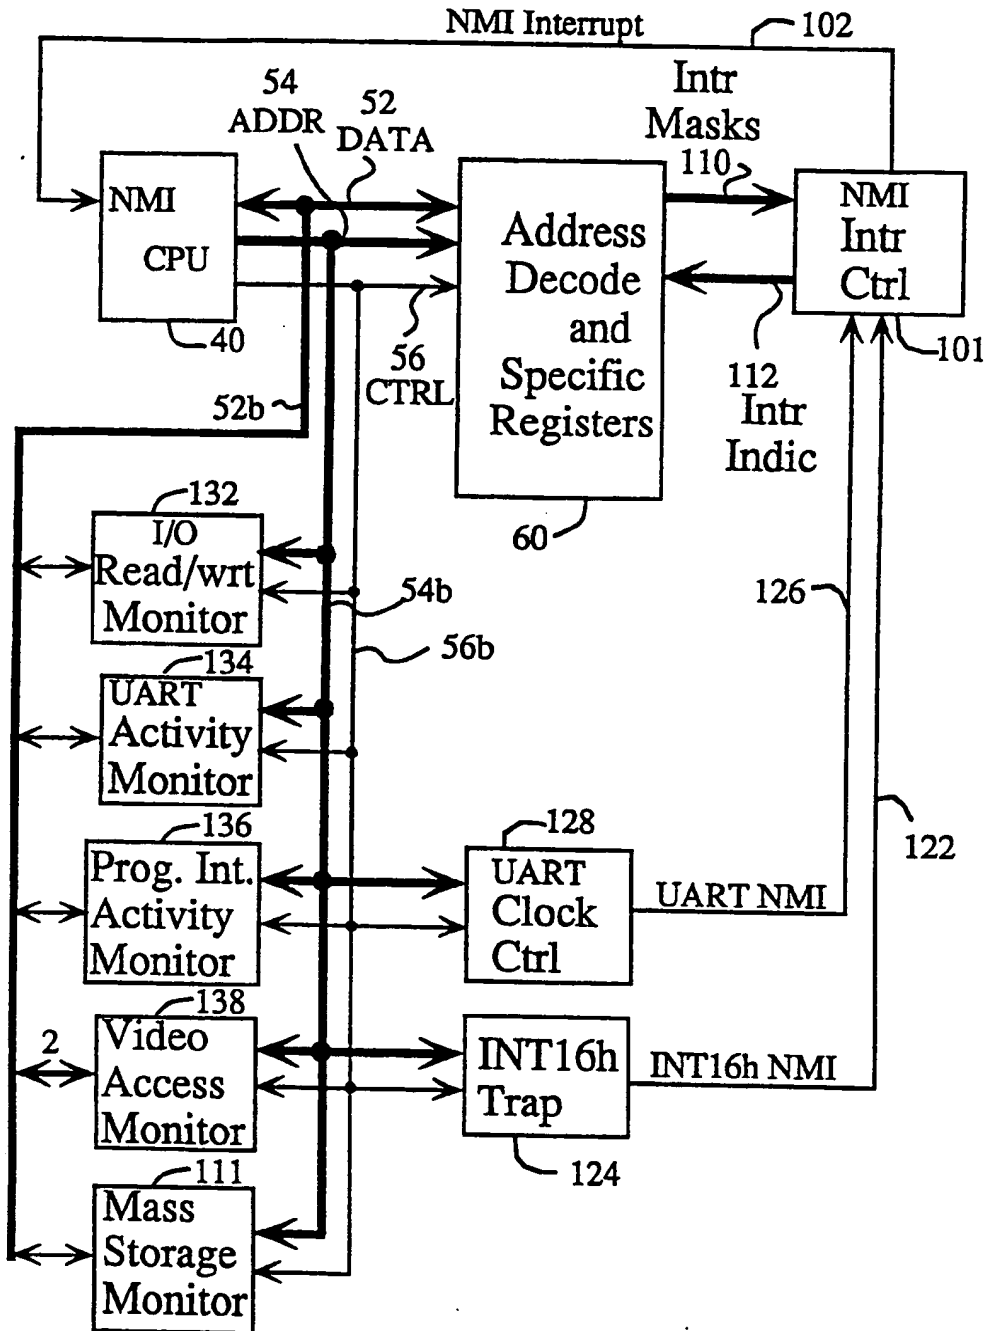 NMI Interrupt
102
54
ADDR
52
DATA
Intr
Masks
110
NMI
CPU
40
Address
Decode
and
Specific
Registers
60
NMI
Intr
Ctrl
101
56
CTRL
112
Intr
Indic
52b
132
I/O
Read/wrt
Monitor
54b
56b
126
134
UART
Activity
Monitor
122
136
Prog. Int.
Activity
Monitor
128
UART
Clock
Ctrl
UART NMI
138
2
Video
Access
Monitor
INT16h
Trap
INT16h NMI
124
111
Mass
Storage
Monitor